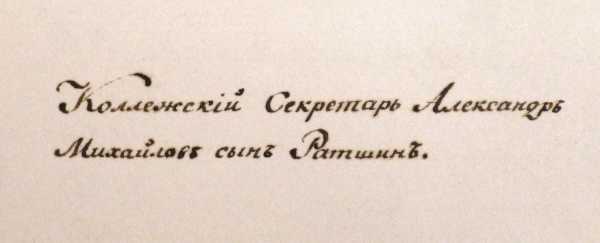 Коллежскій Секретарь Александръ
Михайловъ сынъ Ратшинъ.